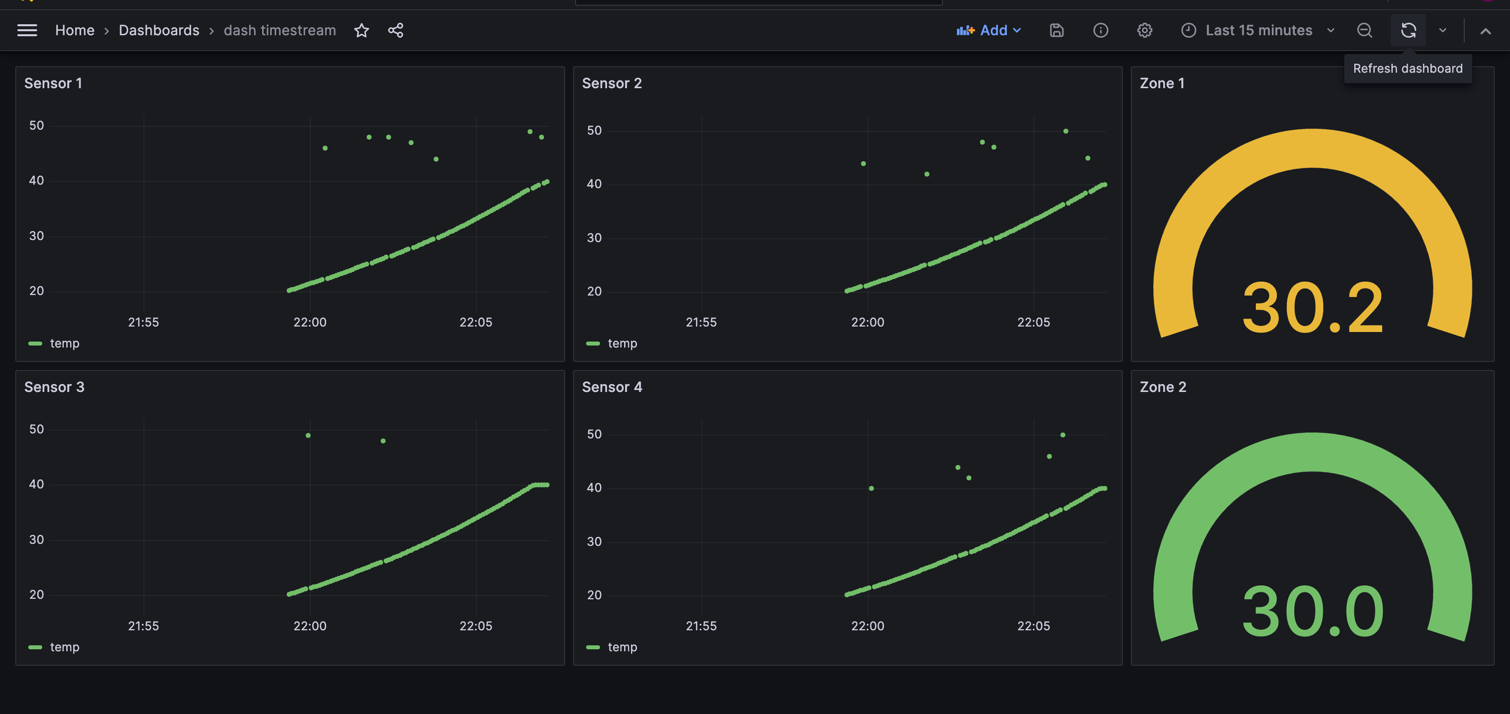 Home › Dashboards › dash timestream
Add
Last 15 minutes
Refresh dashboard
Sensor 1
50
40
30
20
21:55 22:00 22:05
temp
Sensor 2
50
40
30
20
21:55 22:00 22:05
temp
Zone 1
30.2
Sensor 3
50
40
30
20
21:55 22:00 22:05
temp
Sensor 4
50
40
30
20
21:55 22:00 22:05
temp
Zone 2
30.0